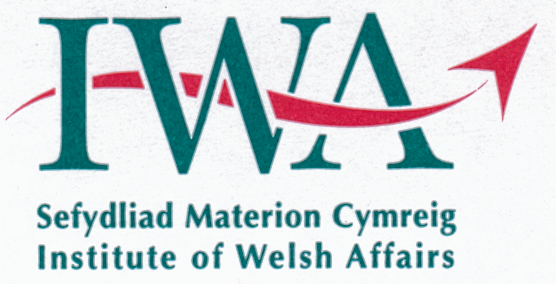 IWA
Sefydliad Materion Cymreig
Institute of Welsh Affairs